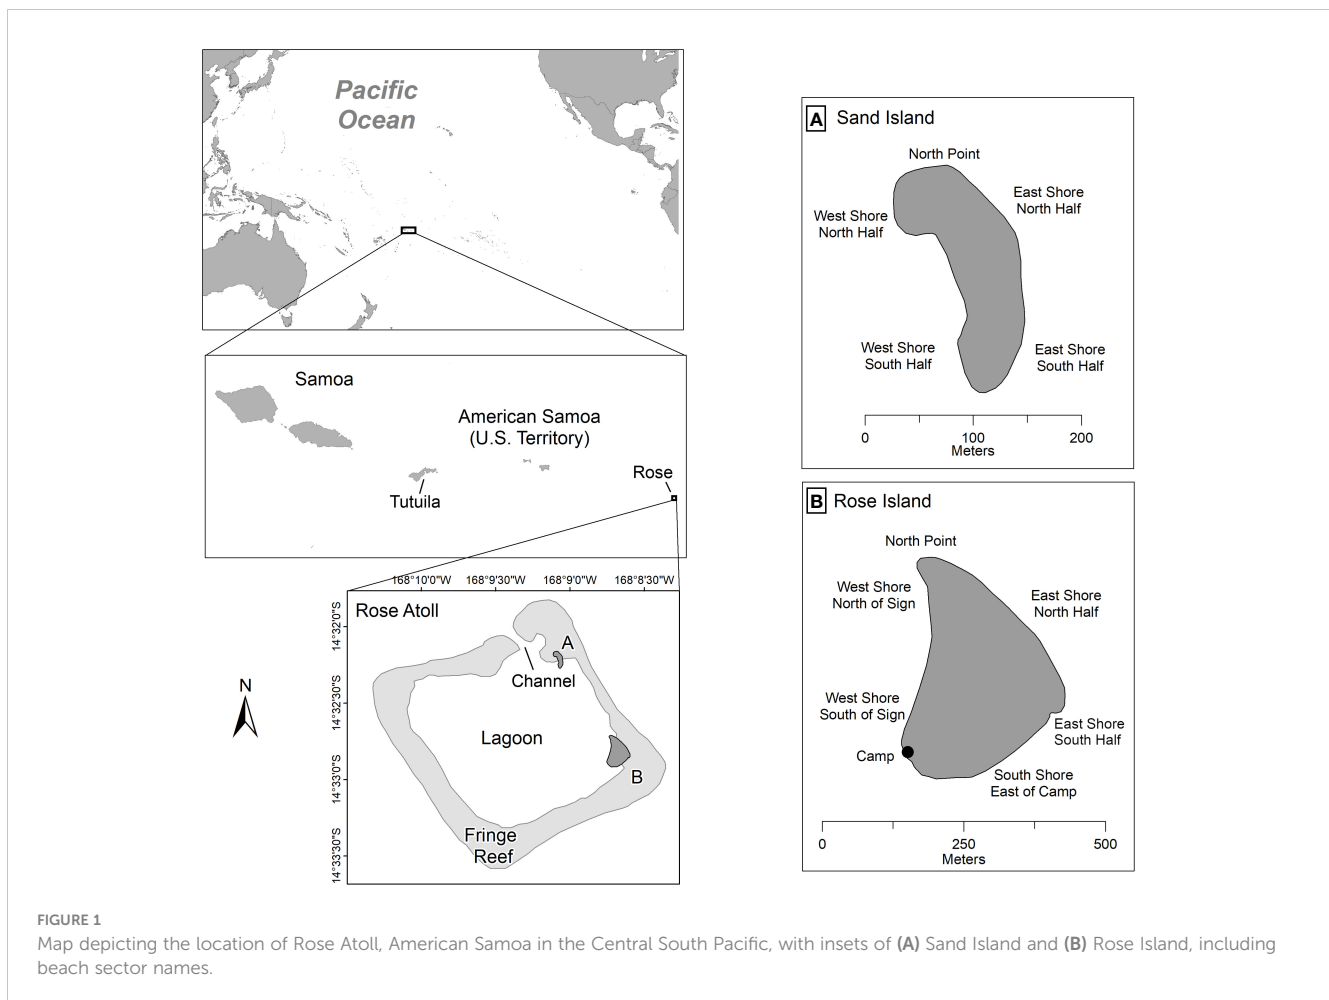 Pacific
Ocean
Samoa
American Samoa
(U.S. Territory)
Rose
Tutuila
168°10'0"W
168°9'30"W
168°9'0"W
168°8'30"W
Rose Atoll
14°32'0"S
14°32'30"S
14°33'0"S
14°33'30"S
A
Channel
Lagoon
B
Fringe
Reef
N
A Sand Island
North Point
East Shore
North Half
West Shore
North Half
West Shore
South Half
East Shore
South Half
0 100 200
Meters
B Rose Island
North Point
West Shore
North of Sign
East Shore
North Half
West Shore
South of Sign
East Shore
South Half
Camp
South Shore
East of Camp
0 250 500
Meters
FIGURE 1
Map depicting the location of Rose Atoll, American Samoa in the Central South Pacific, with insets of (A) Sand Island and (B) Rose Island, including
beach sector names.